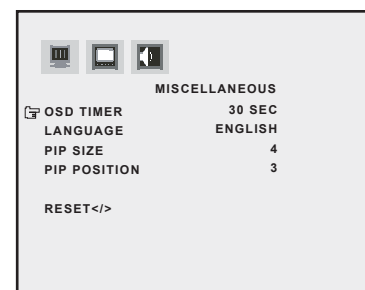 MISCELLANEOUS
OSD TIMER 30 SEC
LANGUAGE ENGLISH
PIP SIZE 4
PIP POSITION 3
RESET</>